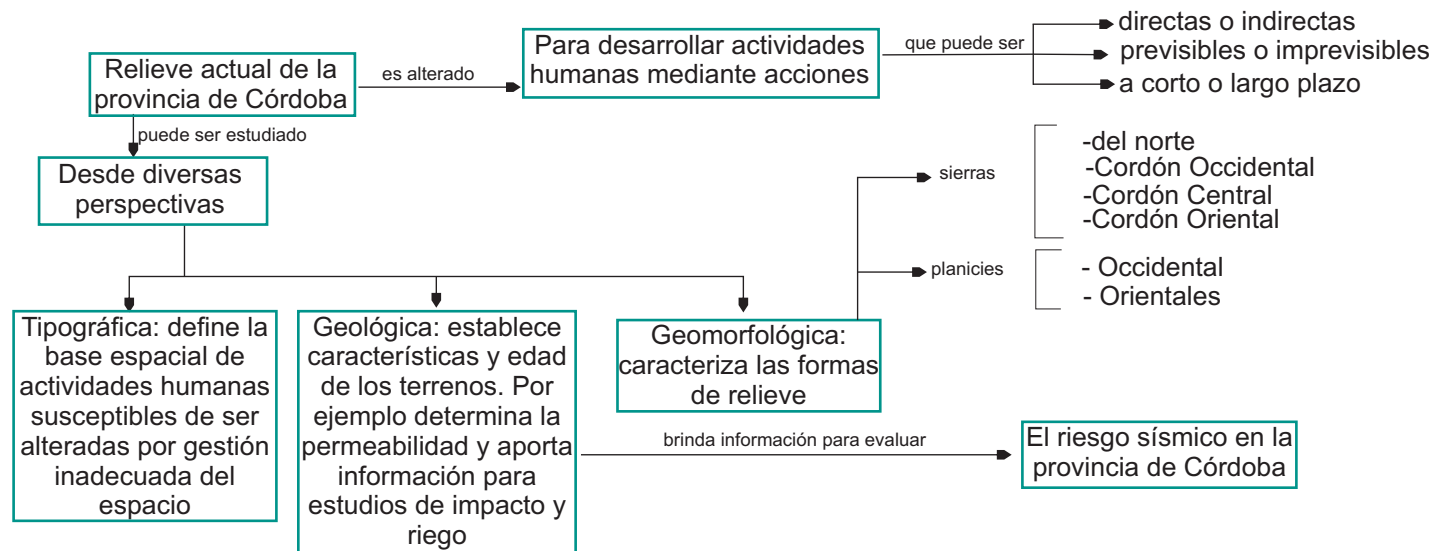 Relieve actual de la
provincia de Córdoba
es alterado
Para desarrollar actividades
humanas mediante acciones
que puede ser
directas o indirectas
previsibles o imprevisibles
a corto o largo plazo
puede ser estudiado
Desde diversas
perspectivas
sierras
-del norte
-Cordón Occidental
-Cordón Central
-Cordón Oriental
planicies
- Occidental
- Orientales
Tipográfica: define la
base espacial de
actividades humanas
susceptibles de ser
alteradas por gestión
inadecuada del
espacio
Geológica: establece
características y edad
de los terrenos. Por
ejemplo determina la
permeabilidad y aporta
información para
estudios de impacto y
riego
Geomorfológica:
caracteriza las formas
de relieve
brinda información para evaluar
El riesgo sísmico en la
provincia de Córdoba